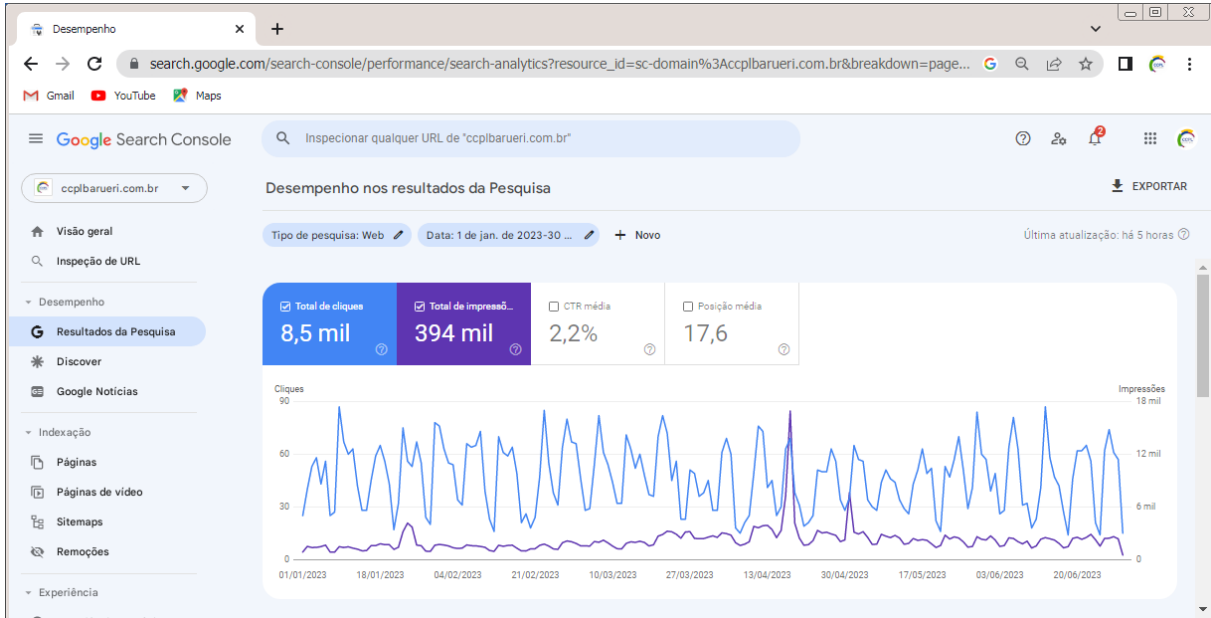 Desempenho
search.google.com/search-console/performance/search-analytics?resource_id=sc-domain%3Accplbarueri.com.br&breakdown=page...
Gmail YouTube Maps
Google Search Console
Inspecionar qualquer URL de "ccplbarueri.com.br"
2
ccplbarueri.com.br
Desempenho nos resultados da Pesquisa
EXPORTAR
Visão geral
Inspeção de URL
Desempenho
Resultados da Pesquisa
Discover
Google Notícias
Indexação
Páginas
Páginas de vídeo
Sitemaps
Remoções
Experiência
Tipo de pesquisa: Web
Data: 1 de jan. de 2023-30 ...
+ Novo
Última atualização: há 5 horas
Total de cliques
8,5 mil
Total de impressõ...
394 mil
CTR média
2,2%
Posição média
17,6
Cliques
Impressões
90
60
30
0
18 mil
12 mil
6 mil
0
01/01/2023 18/01/2023 04/02/2023 21/02/2023 10/03/2023 27/03/2023 13/04/2023 30/04/2023 17/05/2023 03/06/2023 20/06/2023